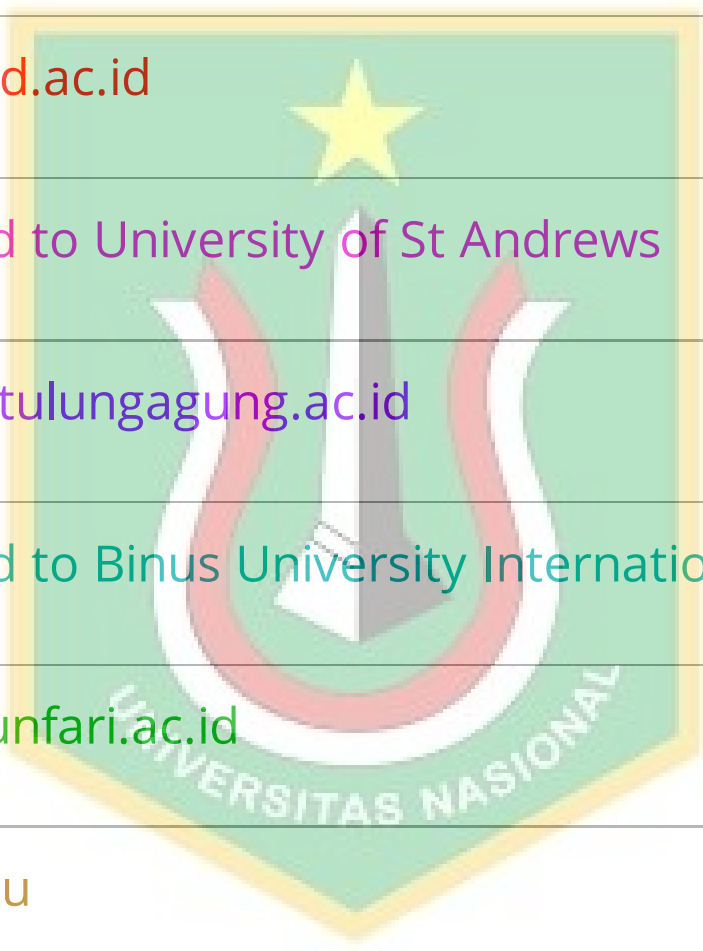 d.ac.id
d to University of St Andrews
tulungagung.ac.id
d to Binus University Internatio
unfari.ac.id
UNIVERSITAS NASIONAL
u